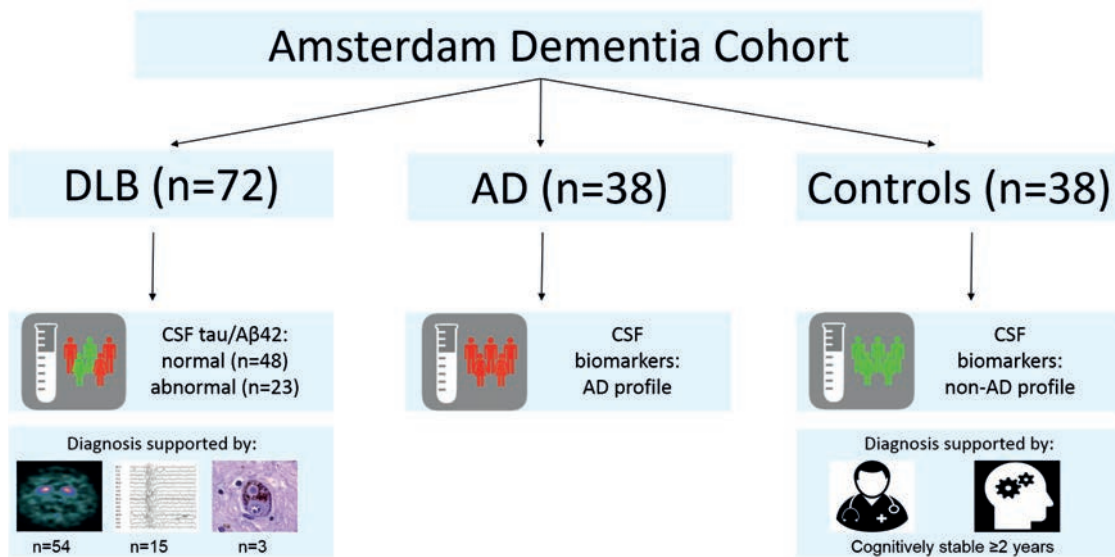 Amsterdam Dementia Cohort
DLB (n=72)
AD (n=38)
Controls (n=38)
CSF tau/Aβ42:
normal (n=48)
abnormal (n=23)
CSF
biomarkers:
AD profile
CSF
biomarkers:
non-AD profile
Diagnosis supported by:
n=54
n=15
n=3
Diagnosis supported by:
Cognitively stable ≥2 years